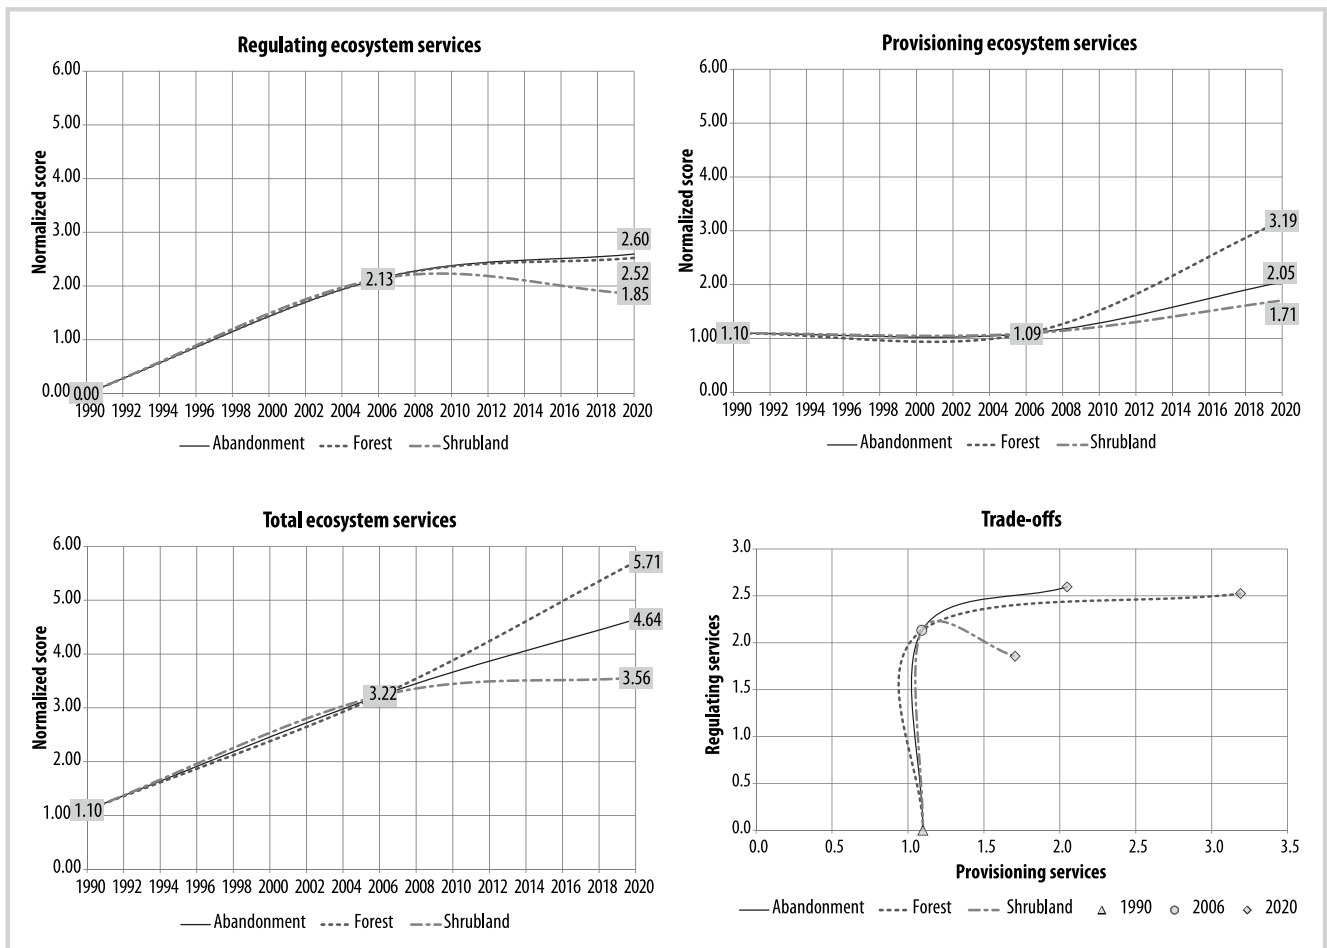 Regulating ecosystem services
Normalized score
6.00
5.00
4.00
3.00
2.00
1.00
0.00
0.00
2.13
2.60
2.52
1.85
1990 1992 1994 1996 1998 2000 2002 2004 2006 2008 2010 2012 2014 2016 2018 2020
Abandonment Forest Shrubland
Provisioning ecosystem services
Normalized score
6.00
5.00
4.00
3.00
2.00
1.00
0.00
1.10
1.09
3.19
2.05
1.71
1990 1992 1994 1996 1998 2000 2002 2004 2006 2008 2010 2012 2014 2016 2018 2020
Abandonment Forest Shrubland
Total ecosystem services
Normalized score
6.00
5.00
4.00
3.00
2.00
1.00
0.00
1.10
3.22
5.71
4.64
3.56
1990 1992 1994 1996 1998 2000 2002 2004 2006 2008 2010 2012 2014 2016 2018 2020
Abandonment Forest Shrubland
Trade-offs
Regulating services
3.0
2.5
2.0
1.5
1.0
0.5
0.0
0.0 0.5 1.0 1.5 2.0 2.5 3.0 3.5
Provisioning services
Abandonment Forest Shrubland 1990 2006 2020